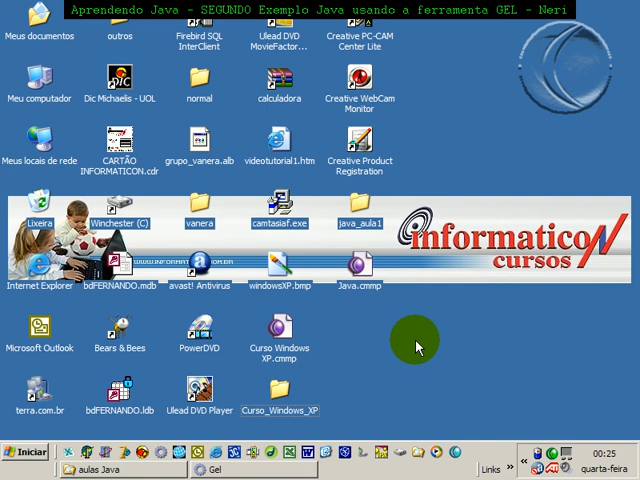 Aprendendo Java - SEGUNDO Exemplo Java usando a ferramenta GEL - Neri
Meus documentos
outros
Firebird SQL
InterClient
Ulead DVD
MovieFactor...
Creative PC-CAM
Center Lite
Meu computador
Dic Michaelis - UOL
normal
calculadora
Creative WebCam
Monitor
Meus locais de rede
CARTÃO
INFORMATICON.cdr
grupo_vanera.alb
videotutorial1.htm
Creative Product
Registration
Lixeira
Winchester (C)
vanera
camtasiaf.exe
java_aula1
informaticoN
cursos
WWW.INFORMATICON.COM.BR
Internet Explorer
bdFERNANDO.mdb
avast! Antivirus
windowsXP.bmp
Java.cmmp
Microsoft Outlook
Bears & Bees
PowerDVD
Curso Windows
XP.cmmp
terra.com.br
bdFERNANDO.ldb
Ulead DVD Player
Curso_Windows_XP
Iniciar
00:25
aulas Java
Gel
Links
»
«
quarta-feira